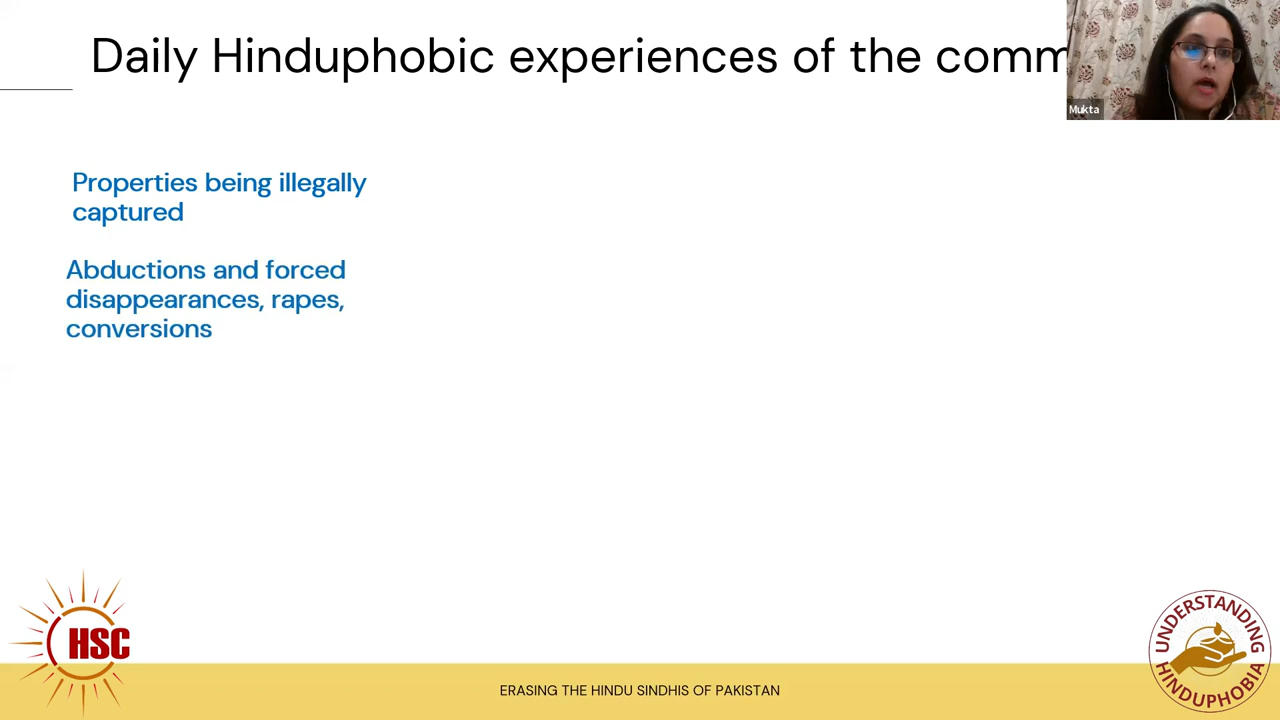 Daily Hinduphobic experiences of the comm
Mukta
Properties being illegally
captured
Abductions and forced
disappearances, rapes,
conversions
HSC
UNDERSTANDING
HINDUPHOBIA
ERASING THE HINDU SINDHIS OF PAKISTAN